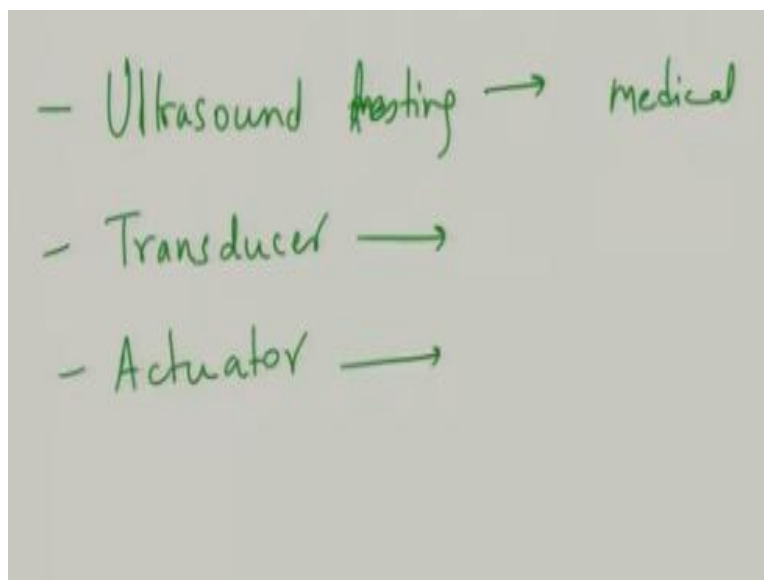 - Ultrasound testing → medical
- Transducer →
- Actuator →